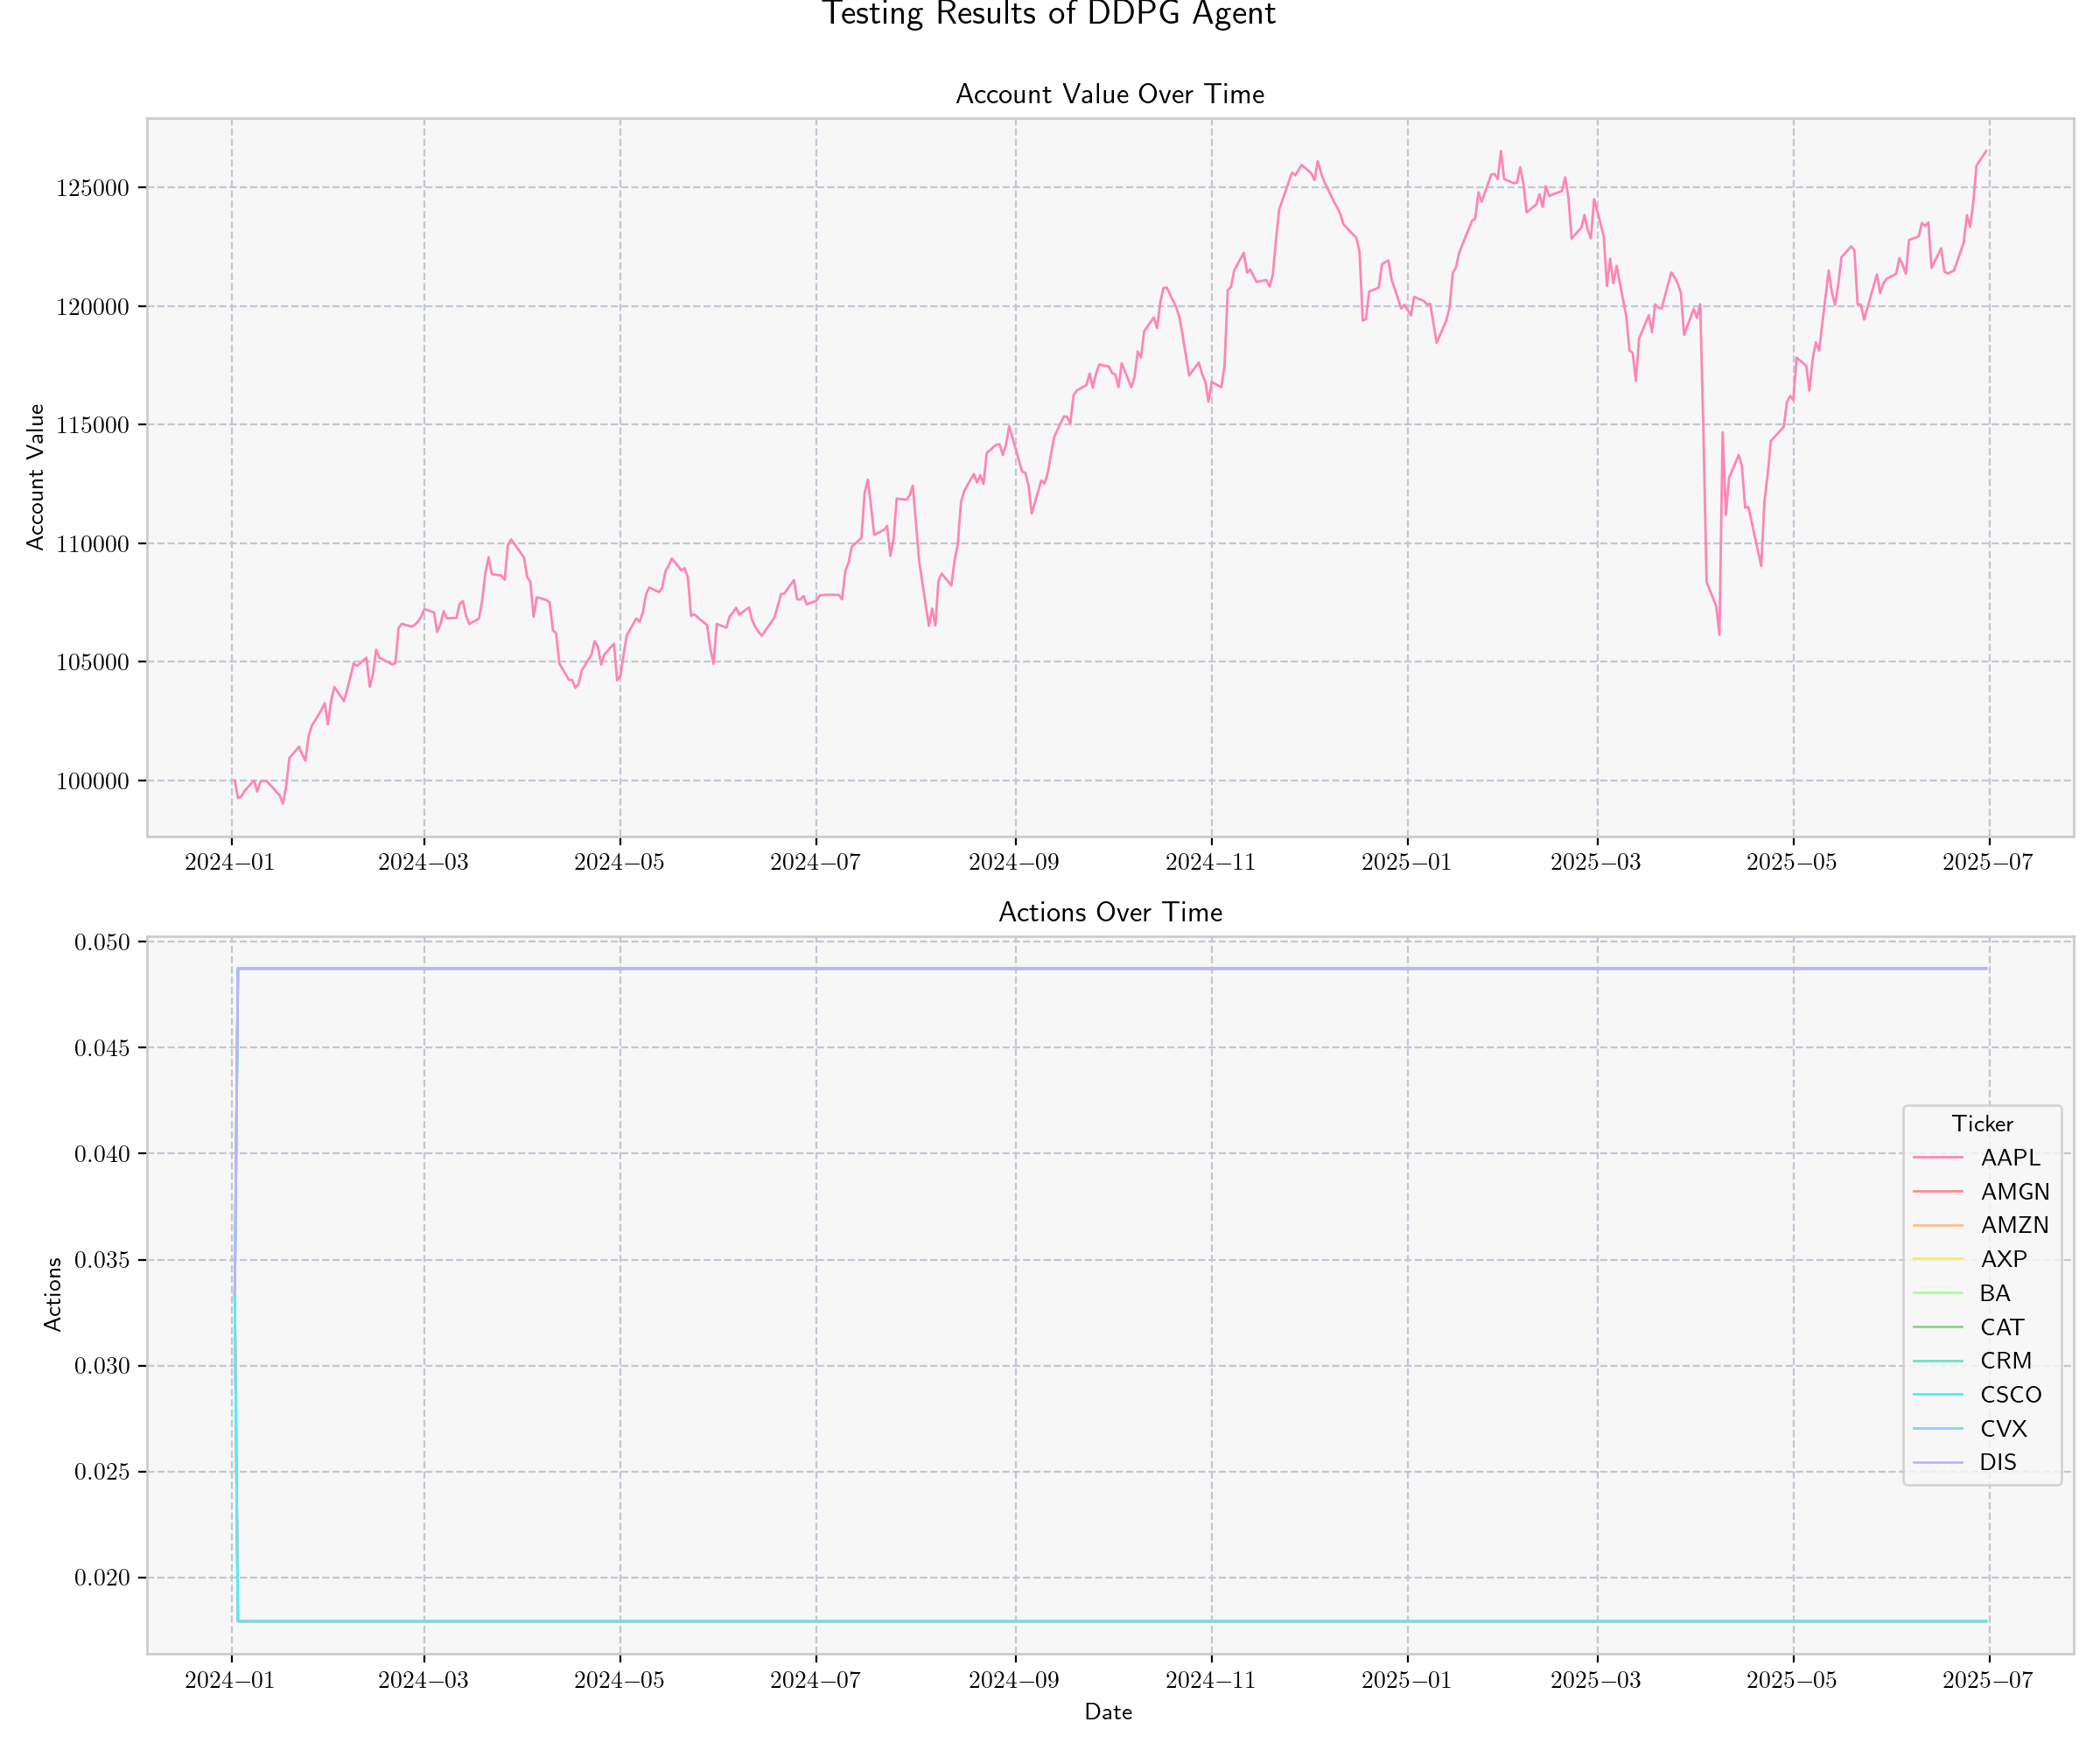 Testing Results of DDPG Agent
Account Value Over Time
Account Value
125000
120000
115000
110000
105000
100000
2024−01 2024−03 2024−05 2024−07 2024−09 2024−11 2025−01 2025−03 2025−05 2025−07
Actions Over Time
Actions
0.050
0.045
0.040
0.035
0.030
0.025
0.020
Ticker
AAPL
AMGN
AMZN
AXP
BA
CAT
CRM
CSCO
CVX
DIS
2024−01 2024−03 2024−05 2024−07 2024−09 2024−11 2025−01 2025−03 2025−05 2025−07
Date